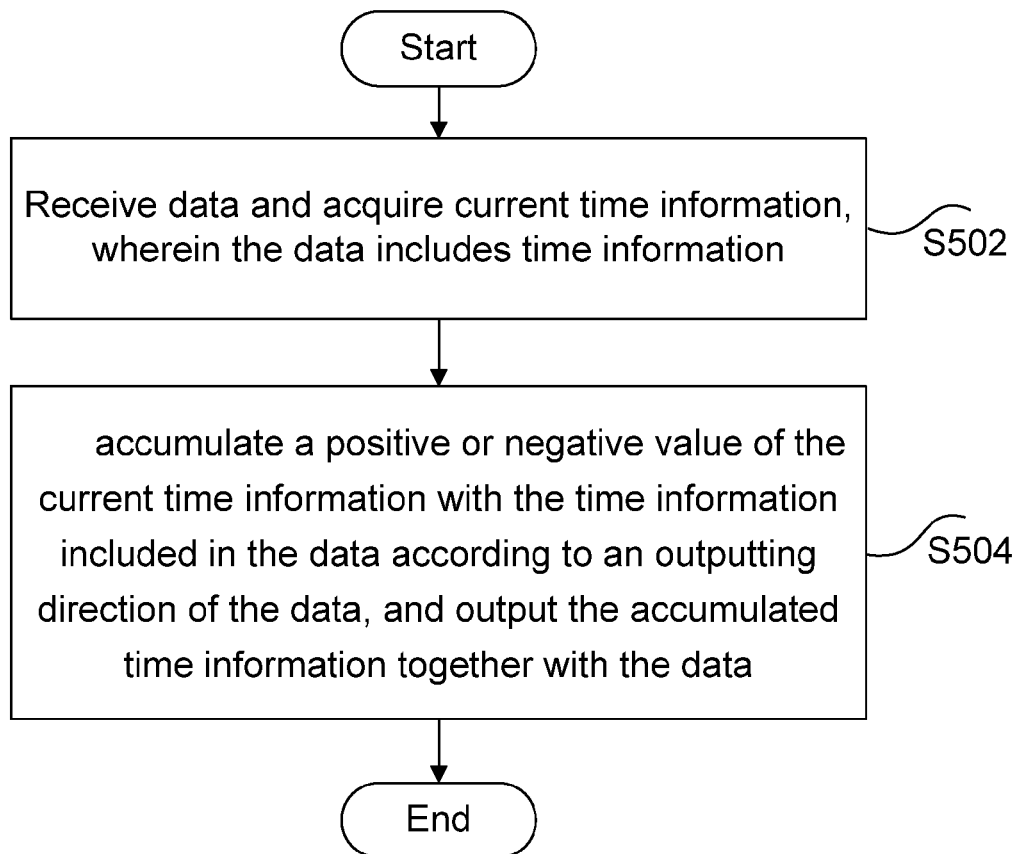 Start
Receive data and acquire current time information,
wherein the data includes time information
S502
accumulate a positive or negative value of the
current time information with the time information
included in the data according to an outputting
direction of the data, and output the accumulated
time information together with the data
S504
End